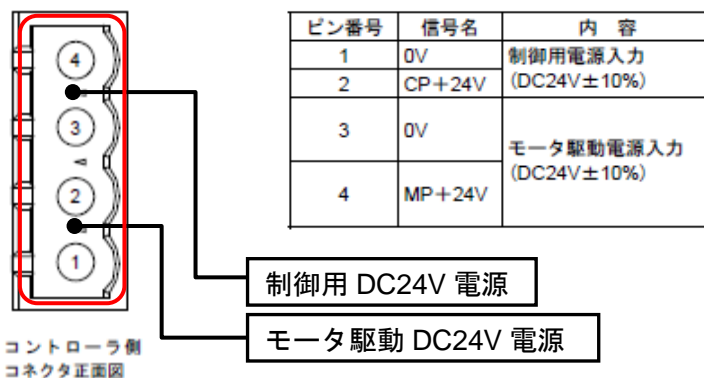 4
3
2
1
コントローラ側
コネクタ正面図
ピン番号 信号名 内 容
1 0V 制御用電源入力
2 CP+24V (DC24V±10%)
3 0V モータ駆動電源入力
4 MP+24V (DC24V±10%)
制御用 DC24V 電源
モータ駆動 DC24V 電源